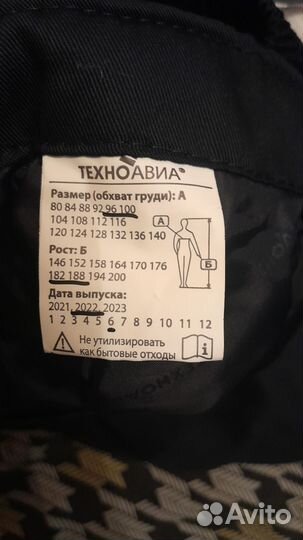 ТЕХНОАВИА®
Размер (обхват груди): А
80 84 88 92 96 100
104 108 112 116
120 124 128 132 136 140
Рост: Б
146 152 158 164 170 176
182 188 194 200
Дата выпуска:
2021, 2022, 2023
1 2 3 4 5 6 7 8 9 10 11 12
Не утилизировать
как бытовые отходы
А
Б
i
Avito